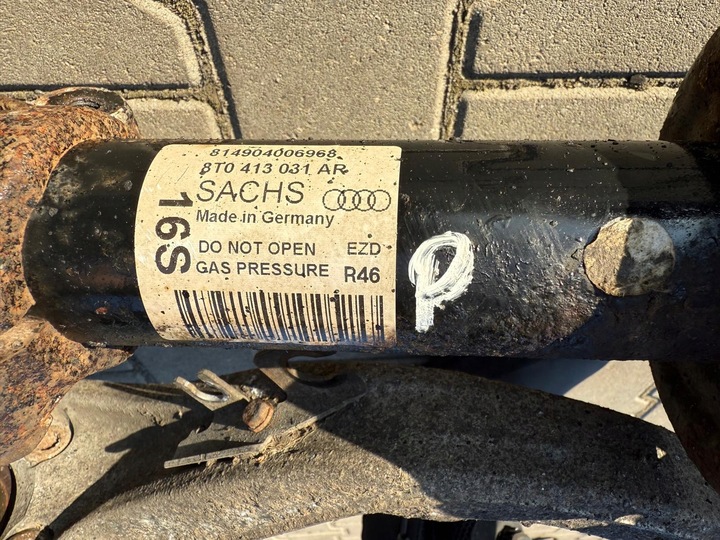 814904006968
8T0 413 031 AR
SACHS
Made in Germany
16S
DO NOT OPEN EZD
GAS PRESSURE R46
P